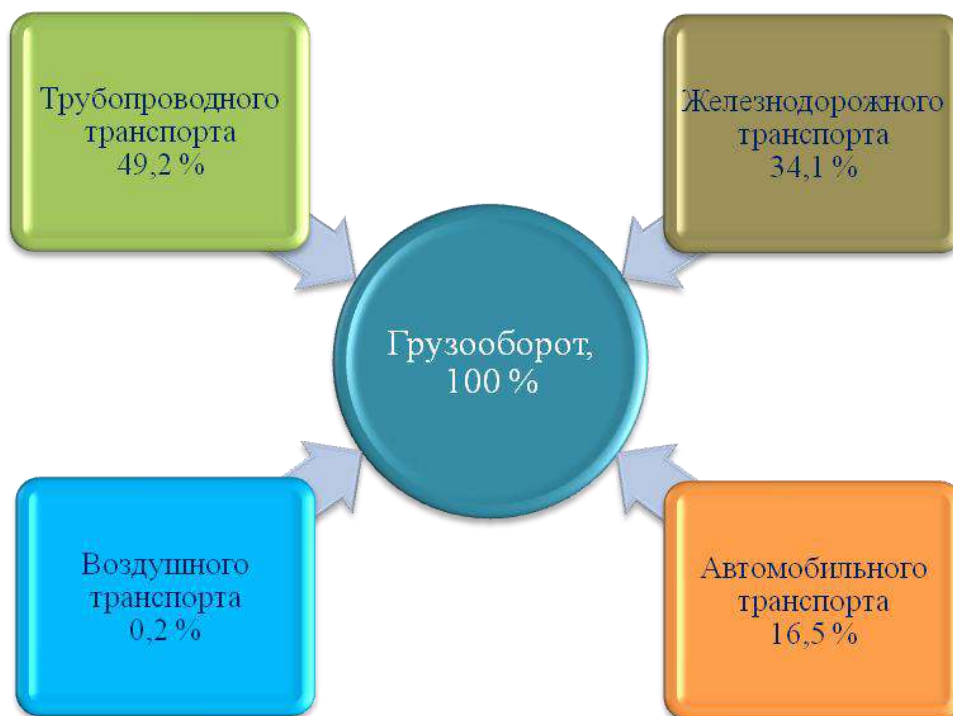 Трубопроводного
транспорта
49,2 %
Железнодорожного
транспорта
34,1 %
Грузооборот,
100 %
Воздушного
транспорта
0,2 %
Автомобильного
транспорта
16,5 %